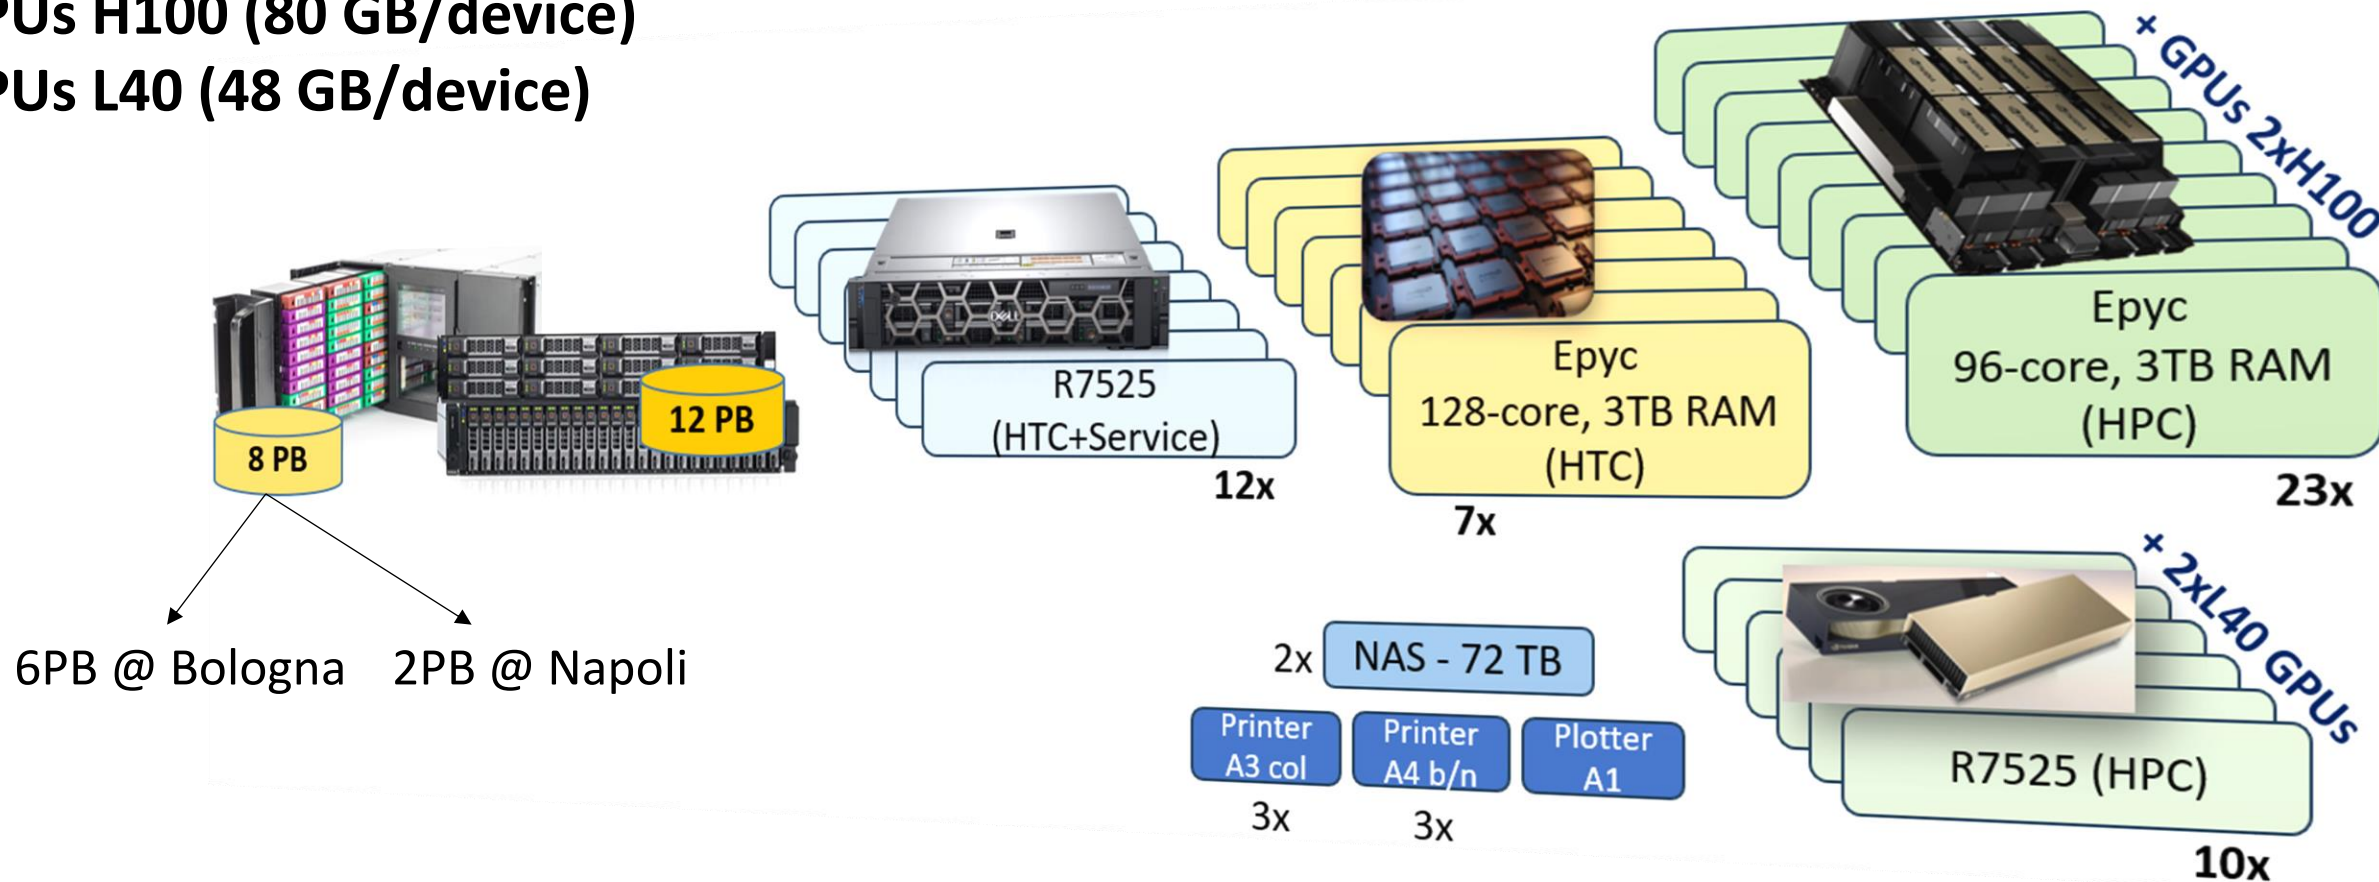 PUs H100 (80 GB/device)
PUs L40 (48 GB/device)
+ GPUs 2xH100
8 PB
12 PB
6PB @ Bologna
2PB @ Napoli
DELL
R7525
(HTC+Service)
12x
Epyc
128-core, 3TB RAM
(HTC)
7x
Epyc
96-core, 3TB RAM
(HPC)
23x
2x
NAS - 72 TB
Printer
A3 col
3x
Printer
A4 b/n
3x
Plotter
A1
+ 2xL40 GPUs
R7525 (HPC)
10x